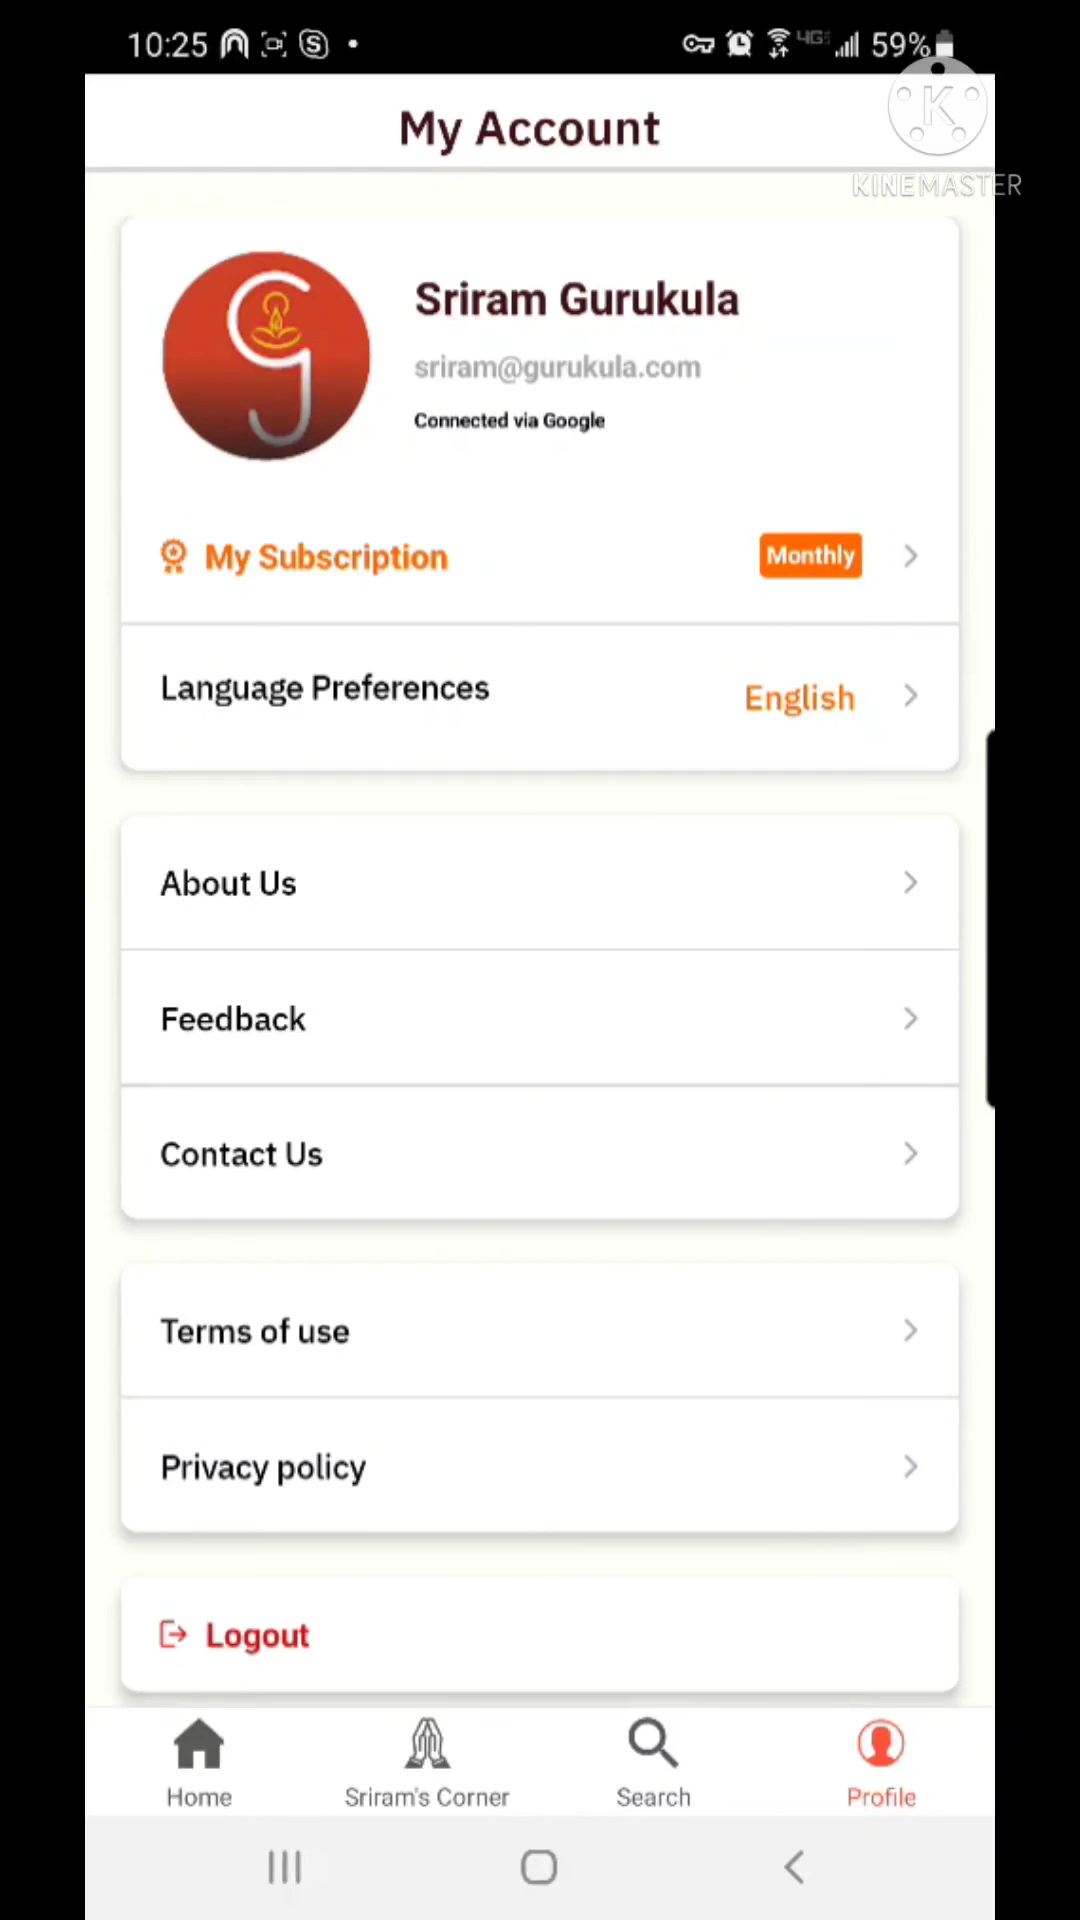 10:25 59%
4G
K
KINEMASTER
My Account
Sriram Gurukula
sriram@gurukula.com
Connected via Google
My Subscription Monthly
Language Preferences English
About Us
Feedback
Contact Us
Terms of use
Privacy policy
Logout
Home Sriram's Corner Search Profile